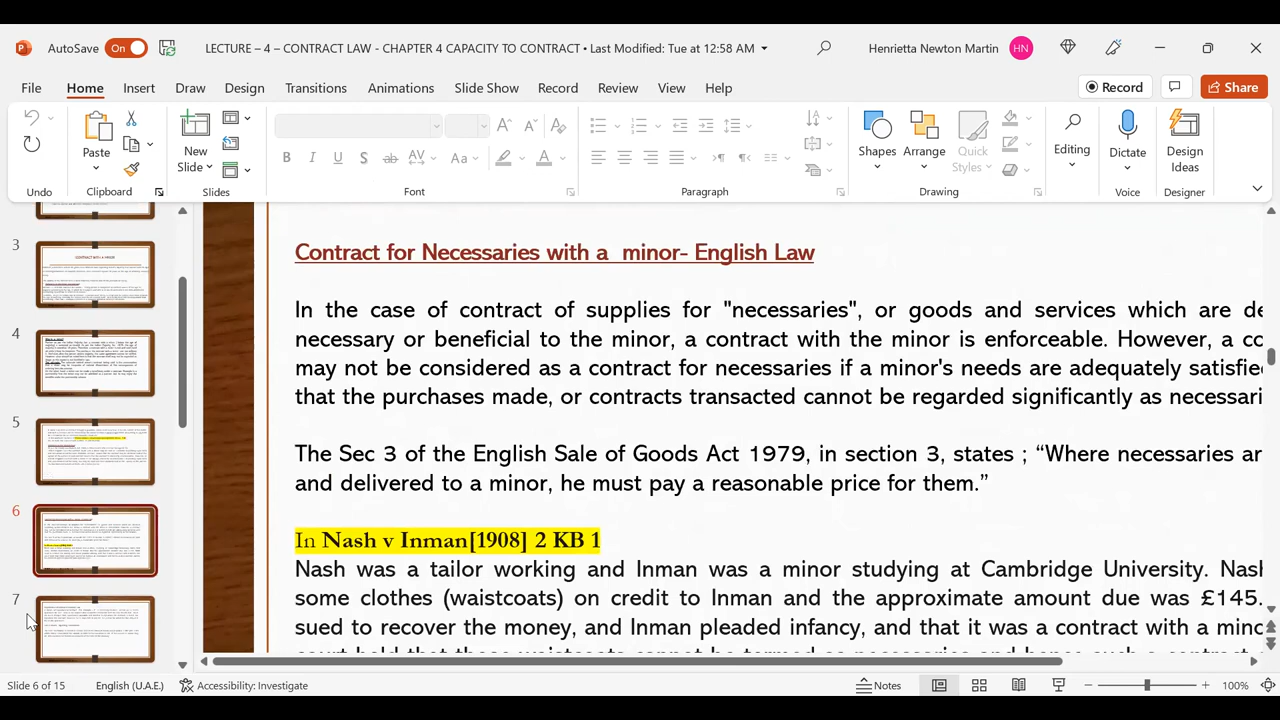 AutoSave On LECTURE – 4 – CONTRACT LAW - CHAPTER 4 CAPACITY TO CONTRACT • Last Modified: Tue at 12:58 AM Henrietta Newton Martin HN
File Home Insert Draw Design Transitions Animations Slide Show Record Review View Help Record Share
Paste New Slide Shapes Arrange Quick Styles Editing Dictate Design Ideas
Undo Clipboard Slides Font Paragraph Drawing Voice Designer
3
4
5
6
7
Contract for Necessaries with a minor- English Law
In the case of contract of supplies for "necessaries", or goods and services which are de
necessary or beneficial to the minor, a contract with the minor is enforceable. However, a co
may not be considered as a contract for necessaries if a minor's needs are adequately satisfie
that the purchases made, or contracts transacted cannot be regarded significantly as necessari
The Sec 3 of the English Sale of Goods Act 1979, in section 3, states ; “Where necessaries ar
and delivered to a minor, he must pay a reasonable price for them.”
In Nash v Inman[1908] 2 KB 1
Nash was a tailor working and Inman was a minor studying at Cambridge University. Nash
some clothes (waistcoats) on credit to Inman and the approximate amount due was £145.
sued to recover the money, and Inman pleaded infancy, and that it was a contract with a mino
Slide 6 of 15 English (U.A.E.) Accessibility: Investigate Notes 100%